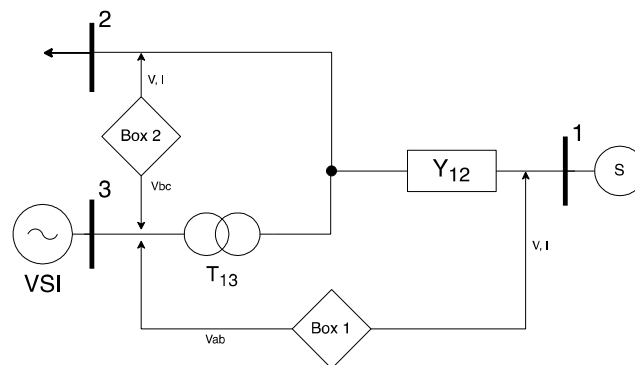 2
V, I
Box 2
Vbc
1
Y12
S
3
VSI
T13
V, I
Box 1
Vab